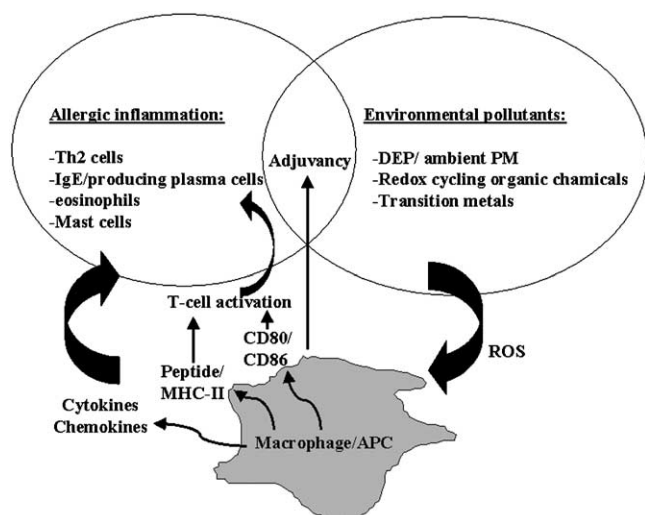 Allergic inflammation:
-Th2 cells
-IgE/producing plasma cells
-eosinophils
-Mast cells
Adjuvancy
Environmental pollutants:
-DEP/ ambient PM
-Redox cycling organic chamicals
-Transition metals
T-cell activation
CD80/
CD86
Peptide/
MHC-II
ROS
Cytokines
Chemokines
Macrophage/APC